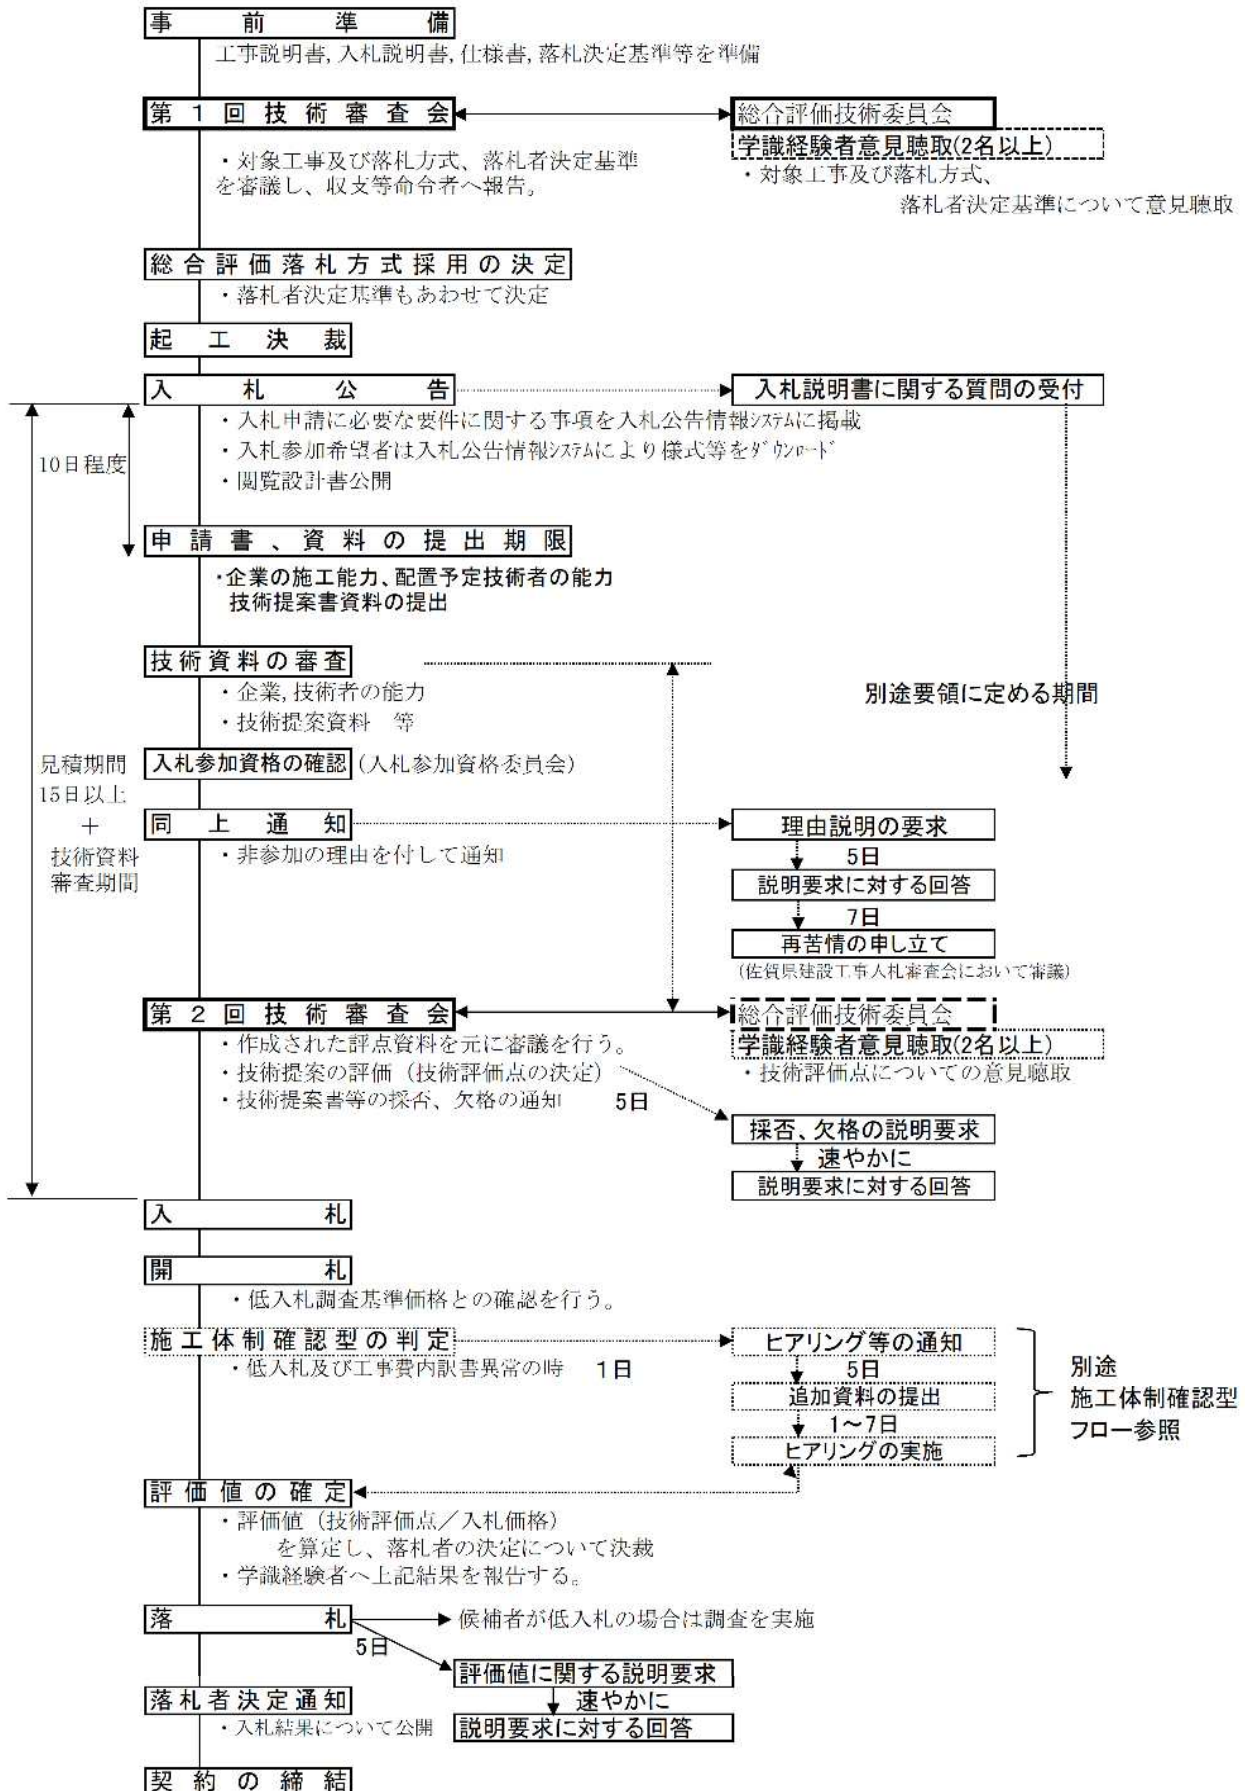 事前準備
工事説明書, 入札説明書, 仕様書, 落札決定基準等を準備
第1回技術審査会
総合評価技術委員会
学識経験者意見聴取(2名以上)
・対象工事及び落札方式、落札者決定基準
を審議し、収支等命令者へ報告。
・対象工事及び落札方式、
落札者決定基準について意見聴取
総合評価落札方式採用の決定
・落札者決定基準もあわせて決定
起工決裁
入札公告
入札説明書に関する質問の受付
・入札申請に必要な要件に関する事項を入札公告情報ｼｽﾃﾑに掲載
・入札参加希望者は入札公告情報ｼｽﾃﾑにより様式等をﾀﾞｳﾝﾛｰﾄﾞ
・閲覧設計書公開
10日程度
申請書、資料の提出期限
・企業の施工能力、配置予定技術者の能力
技術提案書資料の提出
技術資料の審査
・企業, 技術者の能力
・技術提案資料　等
別途要領に定める期間
入札参加資格の確認 (入札参加資格委員会)
見積期間
15日以上
＋
技術資料
審査期間
同上通知
・非参加の理由を付して通知
理由説明の要求
5日
説明要求に対する回答
7日
再苦情の申し立て
(佐賀県建設工事入札審査会において審議)
第2回技術審査会
総合評価技術委員会
学識経験者意見聴取(2名以上)
・技術評価点についての意見聴取
・作成された評点資料を元に審議を行う。
・技術提案の評価（技術評価点の決定）
・技術提案書等の採否、欠格の通知
5日
採否、欠格の説明要求
速やかに
説明要求に対する回答
入札
開札
・低入札調査基準価格との確認を行う。
施工体制確認型の判定
・低入札及び工事費内訳書異常の時
1日
ヒアリング等の通知
5日
追加資料の提出
1～7日
ヒアリングの実施
別途
施工体制確認型
フロー参照
評価値の確定
・評価値（技術評価点／入札価格）
を算定し、落札者の決定について決裁
・学識経験者へ上記結果を報告する。
落札
候補者が低入札の場合は調査を実施
5日
評価値に関する説明要求
速やかに
説明要求に対する回答
落札者決定通知
・入札結果について公開
契約の締結